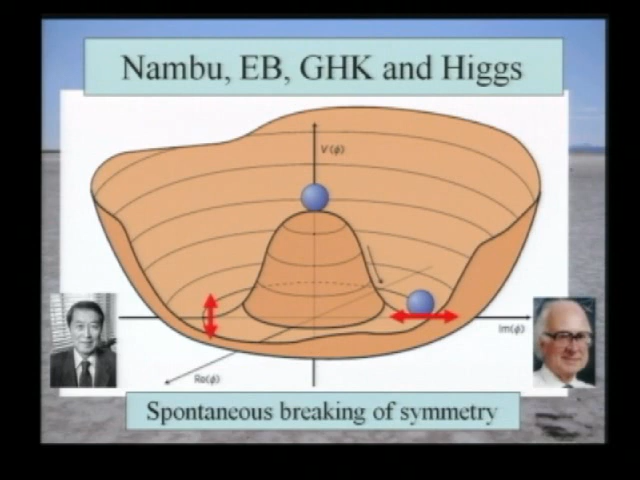 Nambu, EB, GHK and Higgs
V(ϕ)
Im(ϕ)
Re(ϕ)
Spontaneous breaking of symmetry